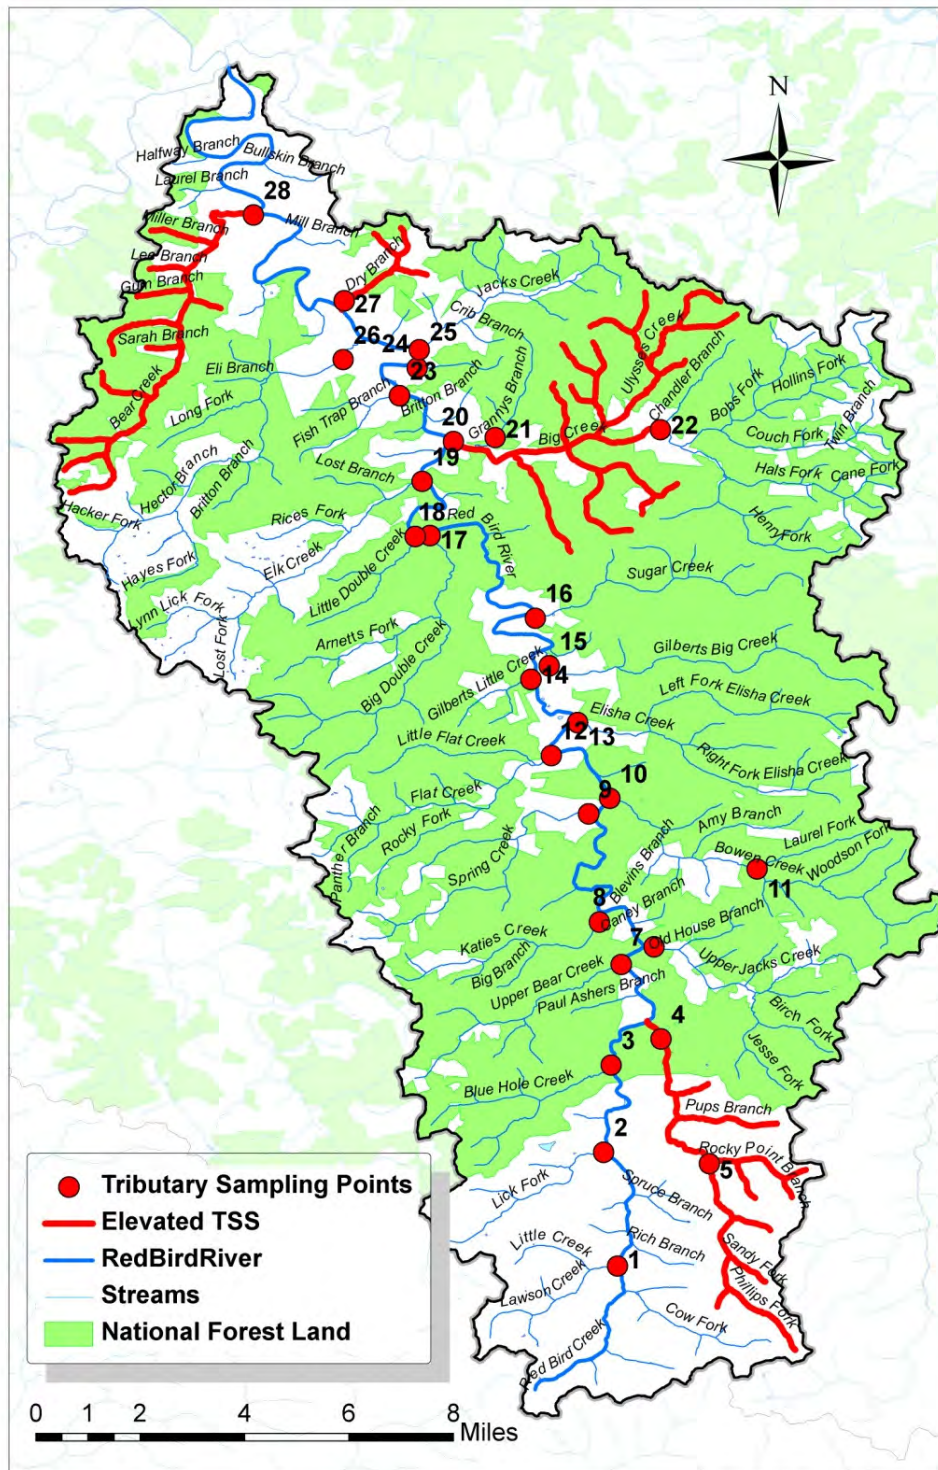 N
Halfway Branch
Bullskin Branch
Laurel Branch
28
Miller Branch
Mill Branch
Lee Branch
Gum Branch
Dry Branch
Jacks Creek
27
Crib Branch
Sarah Branch
26
24
25
Ulysses Creek
Eli Branch
Chandler Branch
Hollins Fork
Bobs Fork
Bear Creek
23
Britton Branch
Grannys Branch
Long Fork
Fish Trap Branch
20
21
Big Creek
22
Twin Branch
Couch Fork
19
Lost Branch
Hals Fork
Cane Fork
Hector Branch
Britton Branch
Hacker Fork
Rices Fork
18
Red
Bird River
Henry Fork
17
Hayes Fork
Elk Creek
Little Double Creek
Sugar Creek
Lynn Lick Fork
16
Lost Fork
Arnetts Fork
Big Double Creek
15
Gilberts Big Creek
Gilberts Little Creek
14
Left Fork Elisha Creek
Elisha Creek
12
13
Little Flat Creek
Right Fork Elisha Creek
10
Flat Creek
9
Rocky Fork
Amy Branch
Laurel Fork
Panther Branch
Spring Creek
Blevins Branch
Bowen Creek
Woodson Fork
11
8
Daney Branch
Old House Branch
Katies Creek
7
Big Branch
Upper Bear Creek
Upper Jacks Creek
Paul Ashers Branch
Birch Fork
4
3
Jesse Fork
Blue Hole Creek
Pups Branch
2
Rocky Point Branch
5
Lick Fork
Spruce Branch
Little Creek
Rich Branch
Sandy Fork
1
Lawson Creek
Phillips Fork
Cow Fork
Red Bird Creek
Tributary Sampling Points
Elevated TSS
RedBirdRiver
Streams
National Forest Land
0 1 2 4 6 8
Miles